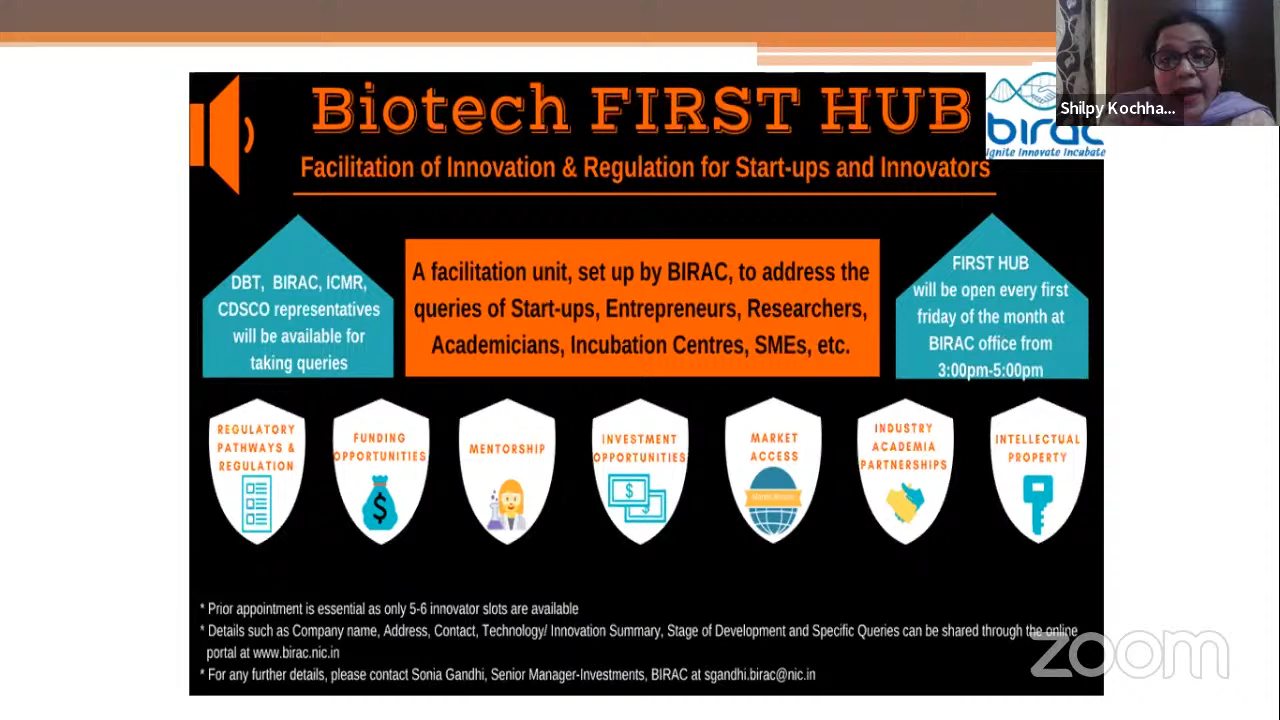 Biotech FIRST HUB
Facilitation of Innovation & Regulation for Start-ups and Innovators
birac
Ignite Innovate Incubate
Shilpy Kochha...
DBT, BIRAC, ICMR,
CDSCO representatives
will be available for
taking queries
A facilitation unit, set up by BIRAC, to address the
queries of Start-ups, Entrepreneurs, Researchers,
Academicians, Incubation Centres, SMEs, etc.
FIRST HUB
will be open every first
friday of the month at
BIRAC office from
3:00pm-5:00pm
REGULATORY
PATHWAYS &
REGULATION
FUNDING
OPPORTUNITIES
MENTORSHIP
INVESTMENT
OPPORTUNITIES
MARKET
ACCESS
INDUSTRY
ACADEMIA
PARTNERSHIPS
INTELLECTUAL
PROPERTY
* Prior appointment is essential as only 5-6 innovator slots are available
* Details such as Company name, Address, Contact, Technology/ Innovation Summary, Stage of Development and Specific Queries can be shared through the online
portal at www.birac.nic.in
* For any further details, please contact Sonia Gandhi, Senior Manager-Investments, BIRAC at sgandhi.birac@nic.in
zoom